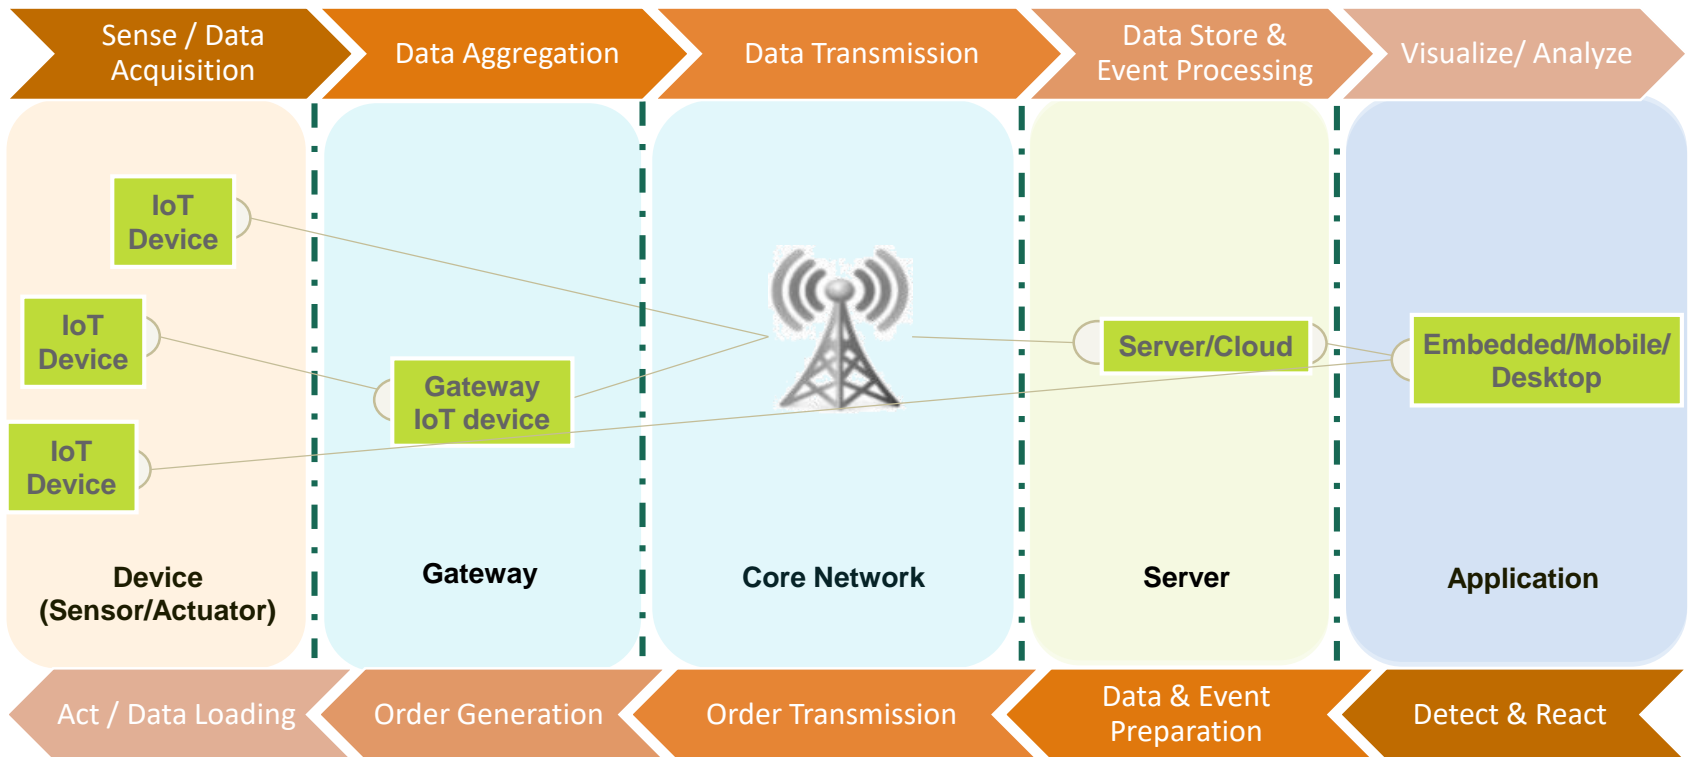 Sense / Data
Acquisition
Data Aggregation
Data Transmission
Data Store &
Event Processing
Visualize/ Analyze
IoT
Device
IoT
Device
IoT
Device
Gateway
IoT device
Server/Cloud
Embedded/Mobile/
Desktop
Device
(Sensor/Actuator)
Gateway
Core Network
Server
Application
Act / Data Loading
Order Generation
Order Transmission
Data & Event
Preparation
Detect & React